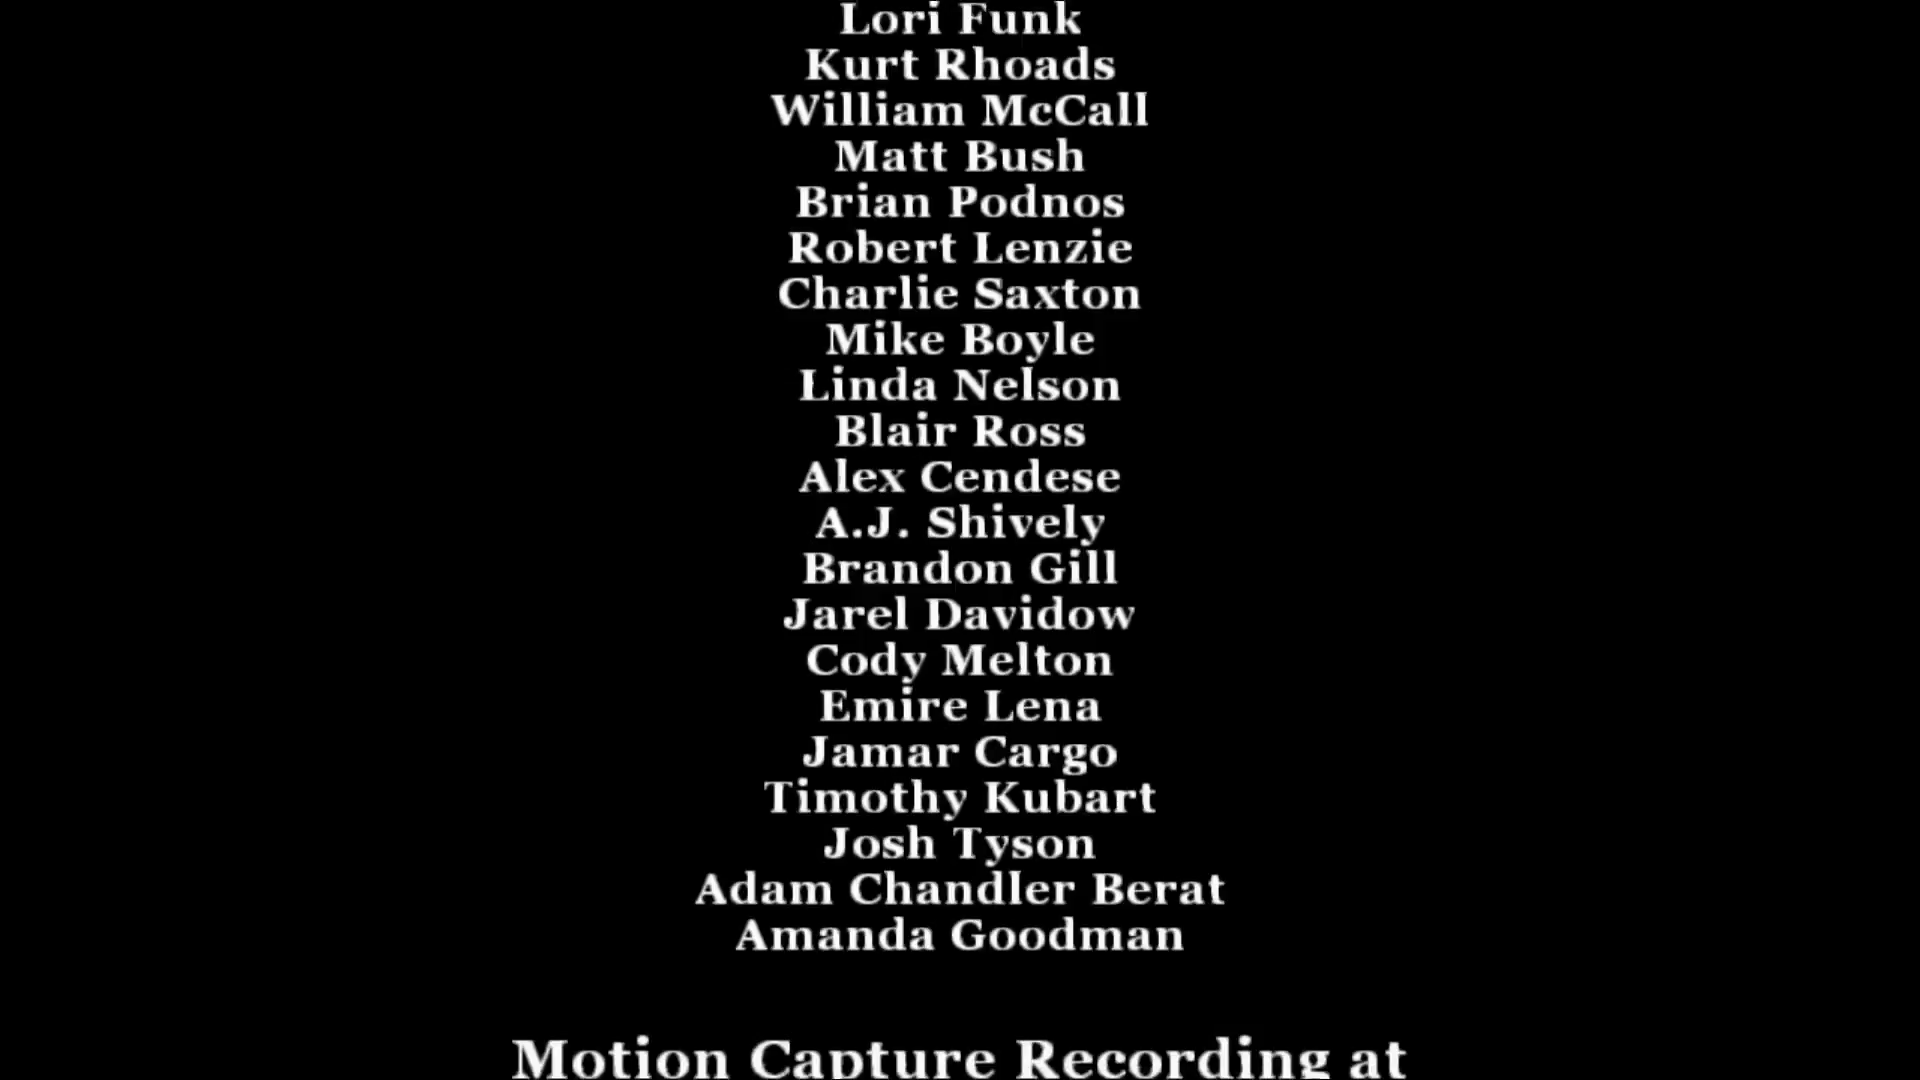 Lori Funk
Kurt Rhoads
William McCall
Matt Bush
Brian Podnos
Robert Lenzie
Charlie Saxton
Mike Boyle
Linda Nelson
Blair Ross
Alex Cendese
A.J. Shively
Brandon Gill
Jarel Davidow
Cody Melton
Emire Lena
Jamar Cargo
Timothy Kubart
Josh Tyson
Adam Chandler Berat
Amanda Goodman
Motion Capture Recording at